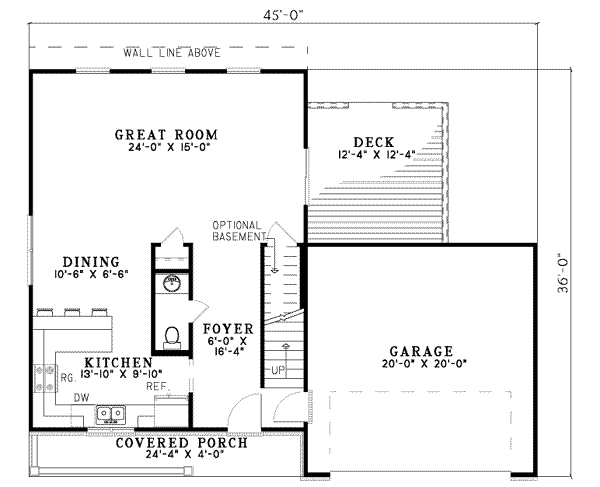 45'-0"
WALL LINE ABOVE
GREAT ROOM
24'-0" X 15'-0"
DECK
12'-4" X 12'-4"
OPTIONAL
BASEMENT
DINING
10'-6" X 6'-6"
36'-0"
FOYER
6'-0" X
16'-4"
GARAGE
20'-0" X 20'-0"
KITCHEN
13'-10" X 9'-10"
RG.
REF.
UP
DW
COVERED PORCH
24'-4" X 4'-0"